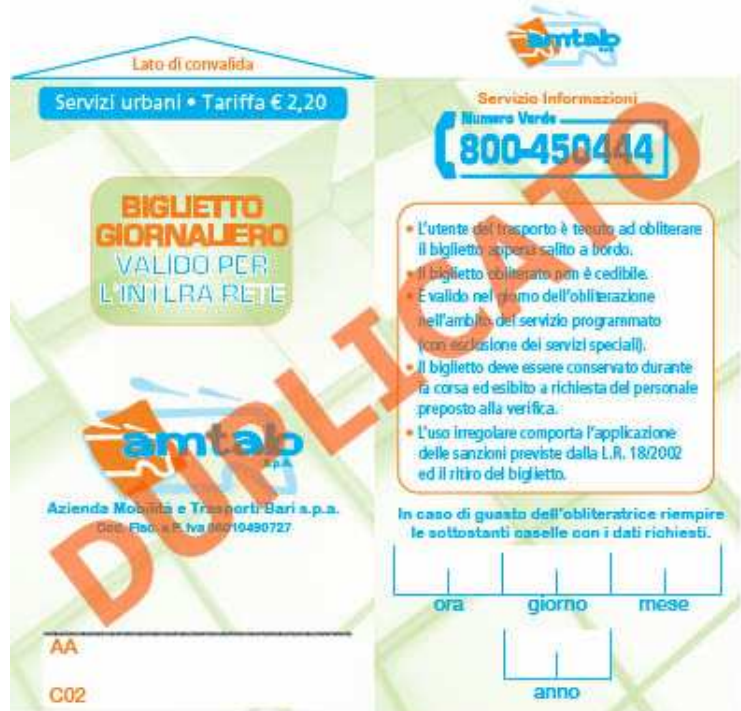 Lato di convalida
Servizi urbani • Tariffa € 2,20
BIGLIETTO
GIORNALIERO
VALIDO PER
L'INTERA RETE
amtab
s.p.A.
Azienda Mobilità e Trasporti Bari s.p.a.
Cod. Fisc. e P. Iva 06010490727
AA
C02
amtab
Servizio Informazioni
Numero Verde
800-450444
• L'utente del trasporto è tenuto ad obliterare
il biglietto appena salito a bordo.
• Il biglietto obliterato non è cedibile.
• È valido nel giorno dell'obliterazione
nell'ambito del servizio programmato
(con esclusione dei servizi speciali).
• Il biglietto deve essere conservato durante
la corsa ed esibito a richiesta del personale
preposto alla verifica.
• L'uso irregolare comporta l'applicazione
delle sanzioni previste dalla L.R. 18/2002
ed il ritiro del biglietto.
In caso di guasto dell'obliteratrice riempire
le sottostanti caselle con i dati richiesti.
ora giorno mese
anno
DUPLICATO